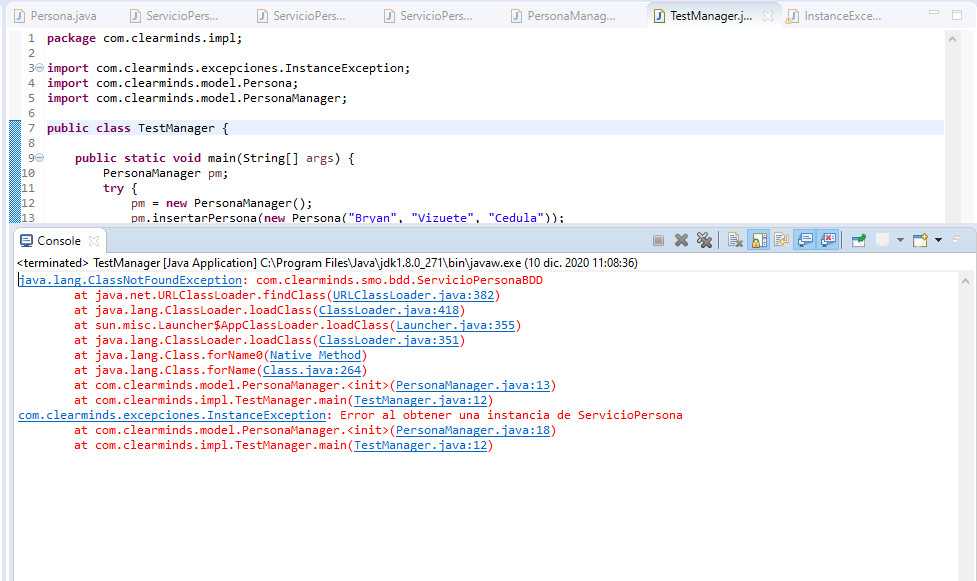 Persona.java ServicioPers... ServicioPers... ServicioPers... PersonaManag... TestManager.j... InstanceExce...
1 package com.clearminds.impl;
2
3 import com.clearminds.excepciones.InstanceException;
4 import com.clearminds.model.Persona;
5 import com.clearminds.model.PersonaManager;
6
7 public class TestManager {
8
9 public static void main(String[] args) {
10 PersonaManager pm;
11 try {
12 pm = new PersonaManager();
13 pm.insertarPersona(new Persona("Bryan", "Vizuete", "Cedula"));
Console
<terminated> TestManager [Java Application] C:\Program Files\Java\jdk1.8.0_271\bin\javaw.exe (10 dic. 2020 11:08:36)
java.lang.ClassNotFoundException: com.clearminds.smo.bdd.ServicioPersonaBDD
at java.net.URLClassLoader.findClass(URLClassLoader.java:382)
at java.lang.ClassLoader.loadClass(ClassLoader.java:418)
at sun.misc.Launcher$AppClassLoader.loadClass(Launcher.java:355)
at java.lang.ClassLoader.loadClass(ClassLoader.java:351)
at java.lang.Class.forName0(Native Method)
at java.lang.Class.forName(Class.java:264)
at com.clearminds.model.PersonaManager.<init>(PersonaManager.java:13)
at com.clearminds.impl.TestManager.main(TestManager.java:12)
com.clearminds.excepciones.InstanceException: Error al obtener una instancia de ServicioPersona
at com.clearminds.model.PersonaManager.<init>(PersonaManager.java:18)
at com.clearminds.impl.TestManager.main(TestManager.java:12)